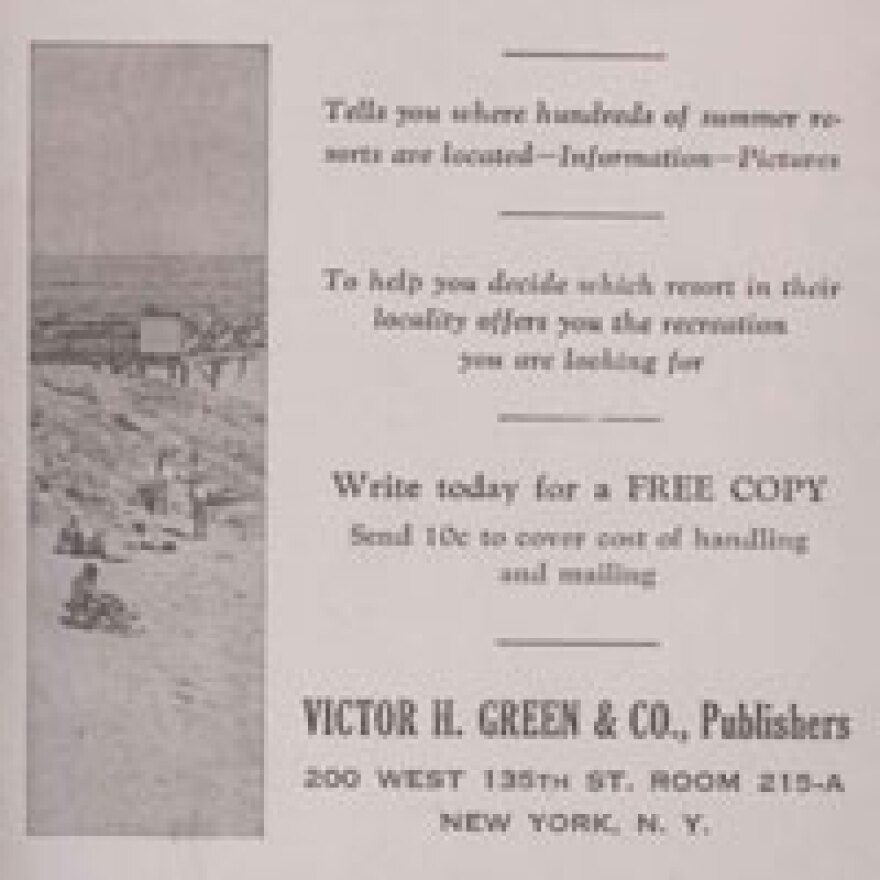 Tells you where hundreds of summer re-
sorts are located—Information—Pictures
To help you decide which resort in their
locality offers you the recreation
you are looking for
Write today for a FREE COPY
Send 10c to cover cost of handling
and mailing
VICTOR H. GREEN & CO., Publishers
200 WEST 135TH ST. ROOM 215-A
NEW YORK, N. Y.